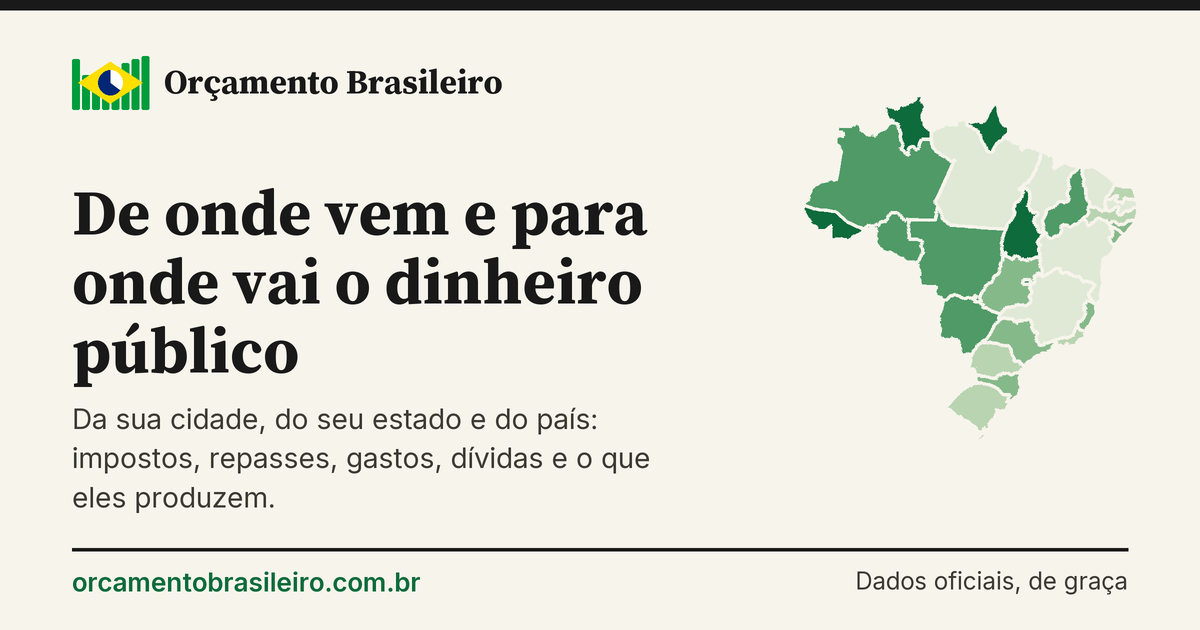 Orçamento Brasileiro
De onde vem e para
onde vai o dinheiro
público
Da sua cidade, do seu estado e do país:
impostos, repasses, gastos, dívidas e o que
eles produzem.
orcamentobrasileiro.com.br
Dados oficiais, de graça